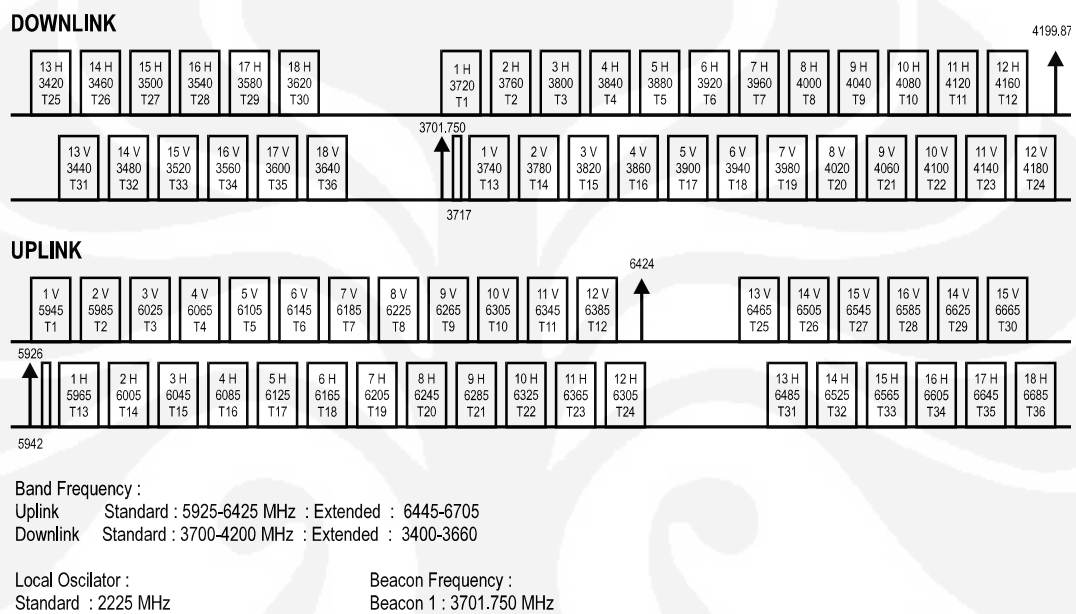 DOWNLINK
4199.87
13 H 14 H 15 H 16 H 17 H 18 H 1 H 2 H 3 H 4 H 5 H 6 H 7 H 8 H 9 H 10 H 11 H 12 H
3420 3460 3500 3540 3580 3620 3720 3760 3800 3840 3880 3920 3960 4000 4040 4080 4120 4160
T25 T26 T27 T28 T29 T30 T1 T2 T3 T4 T5 T6 T7 T8 T9 T10 T11 T12
3701.750
13 V 14 V 15 V 16 V 17 V 18 V 1 V 2 V 3 V 4 V 5 V 6 V 7 V 8 V 9 V 10 V 11 V 12 V
3440 3480 3520 3560 3600 3640 3740 3780 3820 3860 3900 3940 3980 4020 4060 4100 4140 4180
T31 T32 T33 T34 T35 T36 T13 T14 T15 T16 T17 T18 T19 T20 T21 T22 T23 T24
3717
UPLINK
6424
1 V 2 V 3 V 4 V 5 V 6 V 7 V 8 V 9 V 10 V 11 V 12 V 13 V 14 V 15 V 16 V 14 V 15 V
5945 5985 6025 6065 6105 6145 6185 6225 6265 6305 6345 6385 6465 6505 6545 6585 6625 6665
T1 T2 T3 T4 T5 T6 T7 T8 T9 T10 T11 T12 T25 T26 T27 T28 T29 T30
5926
1 H 2 H 3 H 4 H 5 H 6 H 7 H 8 H 9 H 10 H 11 H 12 H 13 H 14 H 15 H 16 H 17 H 18 H
5965 6005 6045 6085 6125 6165 6205 6245 6285 6325 6365 6305 6485 6525 6565 6605 6645 6685
T13 T14 T15 T16 T17 T18 T19 T20 T21 T22 T23 T24 T31 T32 T33 T34 T35 T36
5942
Band Frequency :
Uplink Standard : 5925-6425 MHz : Extended : 6445-6705
Downlink Standard : 3700-4200 MHz : Extended : 3400-3660
Local Oscilator : Beacon Frequency :
Standard : 2225 MHz Beacon 1 : 3701.750 MHz